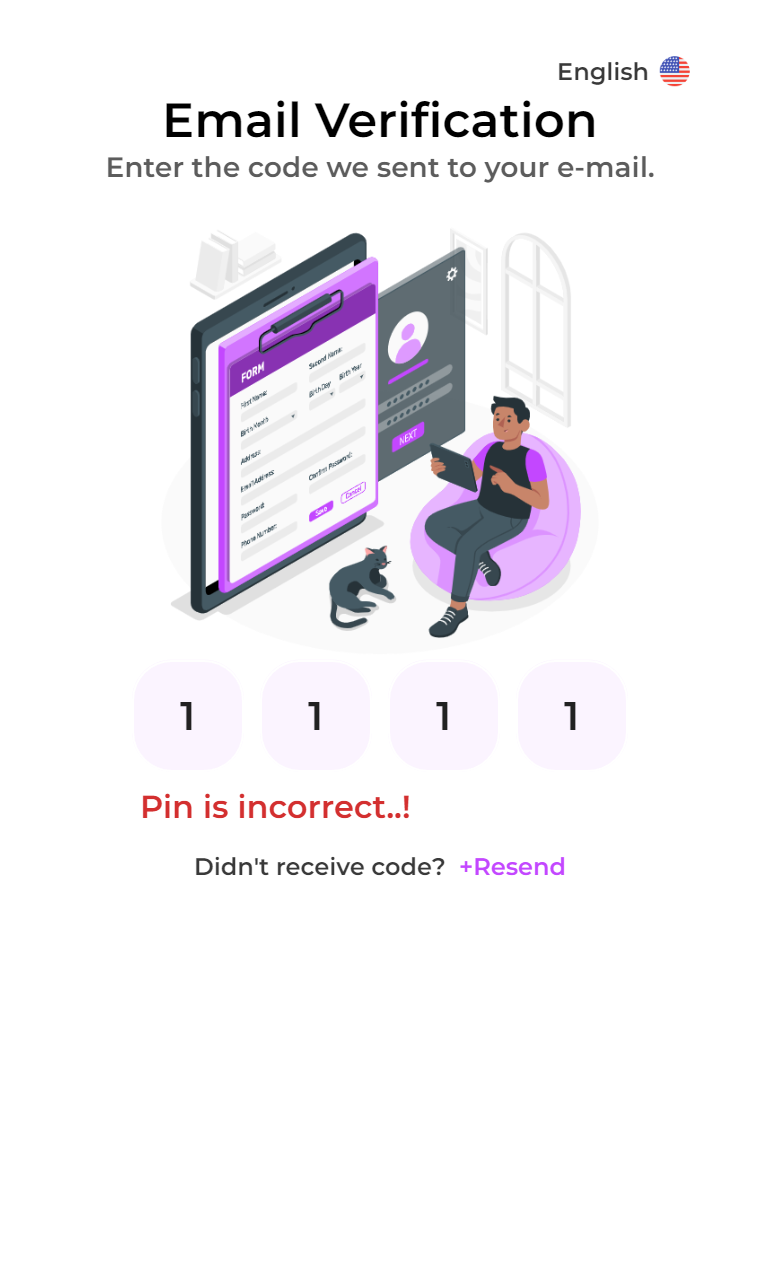 English
Email Verification
Enter the code we sent to your e-mail.
FORM
First Name:
Second Name:
Birth Month
Birth Day
Birth Year
Address:
Email Address:
Password:
Confirm Password:
Phone Number:
Save
Cancel
NEXT
1 1 1 1
Pin is incorrect..!
Didn't receive code? +Resend